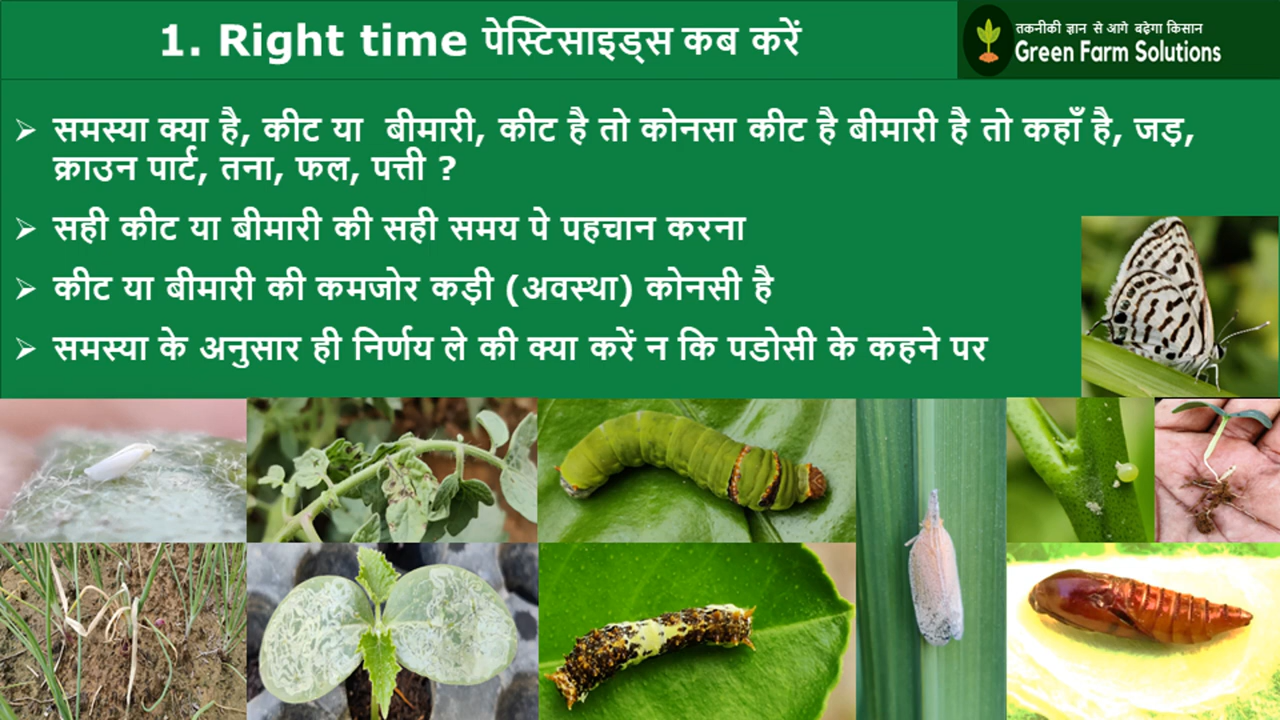 1. Right time पेस्टिसाइड्स कब करें
तकनीकी ज्ञान से आगे बढ़ेगा किसान
Green Farm Solutions
➢ समस्या क्या है, कीट या बीमारी, कीट है तो कोनसा कीट है बीमारी है तो कहाँ है, जड़,
क्राउन पार्ट, तना, फल, पत्ती ?
➢ सही कीट या बीमारी की सही समय पे पहचान करना
➢ कीट या बीमारी की कमजोर कड़ी (अवस्था) कोनसी है
➢ समस्या के अनुसार ही निर्णय ले की क्या करें न कि पडोसी के कहने पर